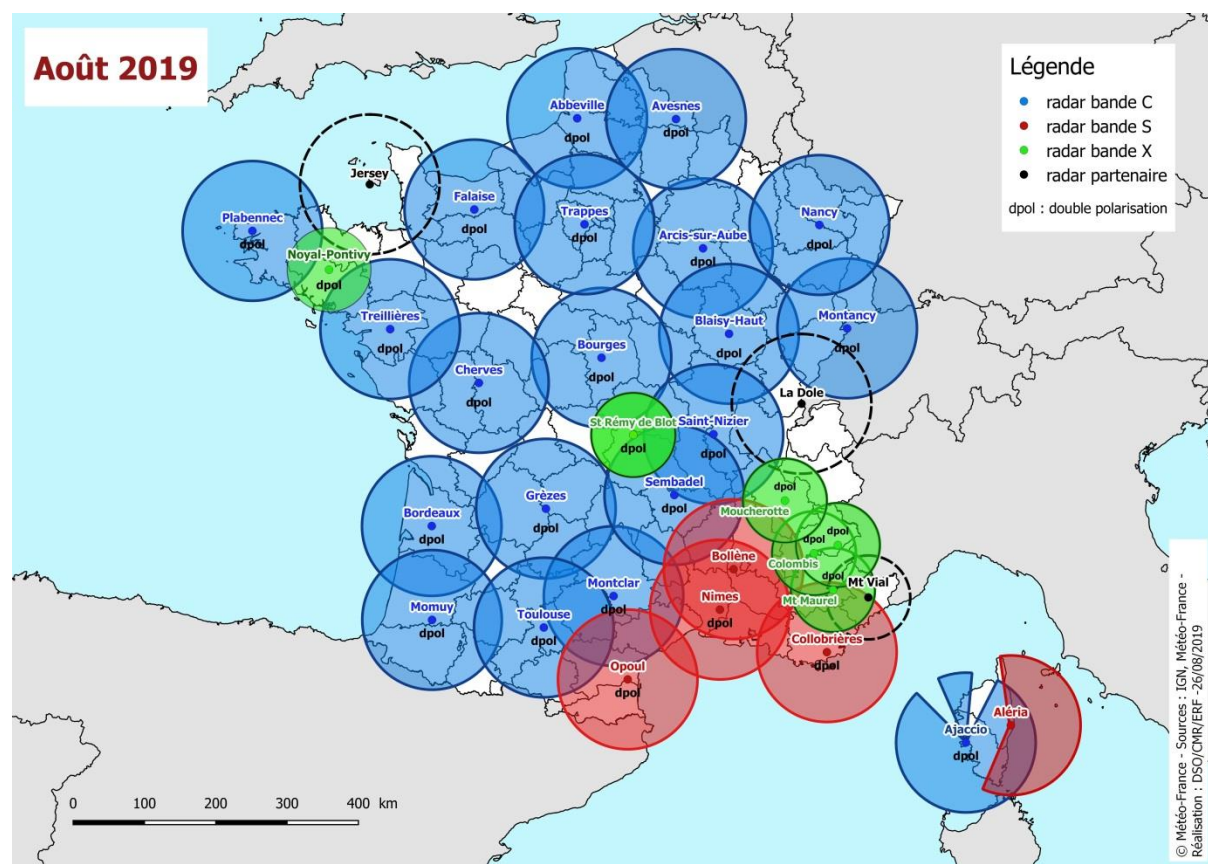 Août 2019
Légende
radar bande C
radar bande S
radar bande X
radar partenaire
dpol : double polarisation
Abbeville
dpol
Avesnes
dpol
Jersey
Falaise
dpol
Trappes
dpol
Plabennec
dpol
Arcis-sur-Aube
dpol
Nancy
dpol
Noyal-Pontivy
dpol
Treillières
dpol
Blaisy-Haut
dpol
Montancy
dpol
Bourges
dpol
Cherves
dpol
La Dole
St Rémy de Blot
dpol
Saint-Nizier
dpol
Sembadel
dpol
Grèzes
dpol
Bordeaux
dpol
dpol
Moucherotte
dpol
dpol
Colombis
dpol
Mt Maurel
Mt Vial
Bollène
Nimes
dpol
Montclar
dpol
Momuy
dpol
Toulouse
dpol
Collobrières
dpol
Opoul
dpol
Ajaccio
dpol
Aléria
0 100 200 300 400 km
© Météo-France - Sources : IGN, Météo-France -
Réalisation : DSO/CMR/ERF -26/08/2019